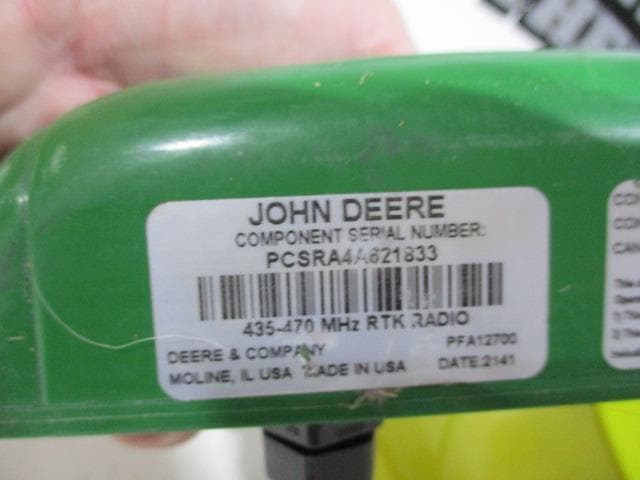 JOHN DEERE
COMPONENT SERIAL NUMBER:
PCSRA4A621833
435-470 MHz RTK RADIO
DEERE & COMPANY
PFA12700
MOLINE, IL USA MADE IN USA
DATE:2141